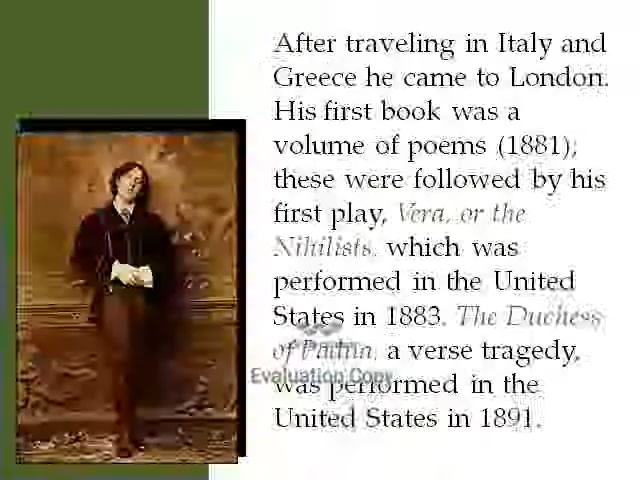 After traveling in Italy and
Greece he came to London.
His first book was a
volume of poems (1881);
these were followed by his
first play, Vera, or the
Nihilists, which was
performed in the United
States in 1883. The Duchess
of Padua, a verse tragedy,
was performed in the
United States in 1891.
Evaluation Copy